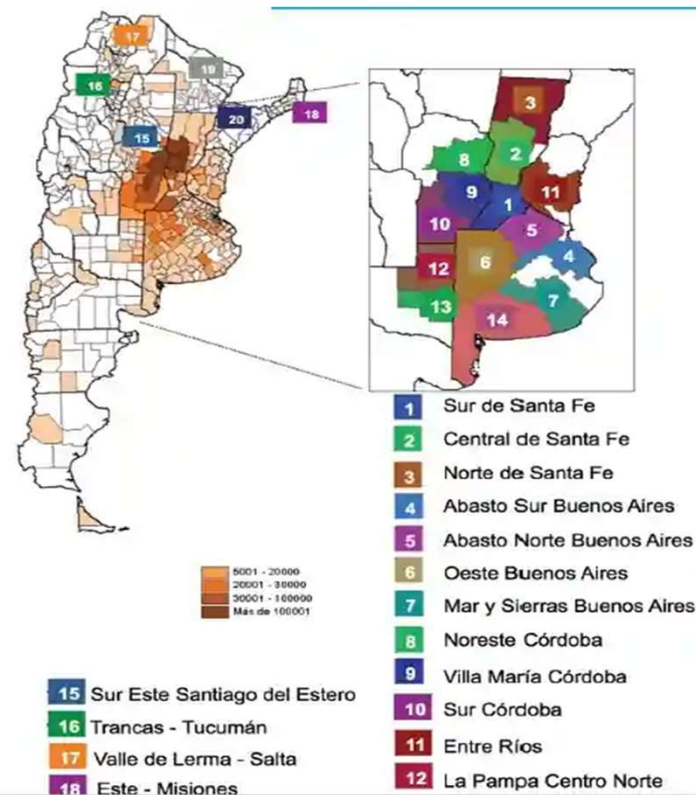 17
19
16
20
18
15
3
8
2
9
11
1
10
5
4
6
12
7
13
14
1 Sur de Santa Fe
2 Central de Santa Fe
3 Norte de Santa Fe
4 Abasto Sur Buenos Aires
5 Abasto Norte Buenos Aires
6 Oeste Buenos Aires
7 Mar y Sierras Buenos Aires
8 Noreste Córdoba
9 Villa María Córdoba
10 Sur Córdoba
11 Entre Ríos
12 La Pampa Centro Norte
5001 - 20000
20001 - 30000
30001 - 100000
Más de 100001
15 Sur Este Santiago del Estero
16 Trancas - Tucumán
17 Valle de Lerma - Salta
18 Este - Misiones